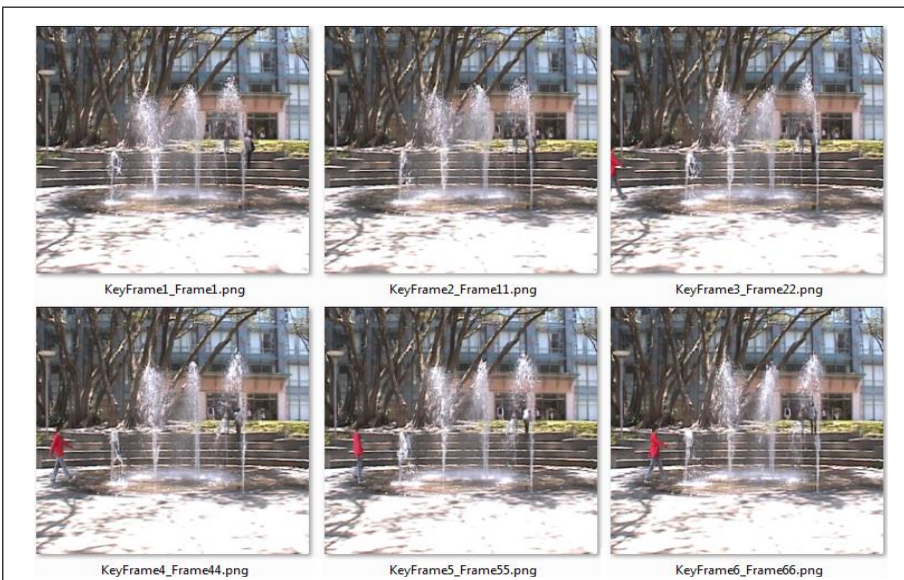 KeyFrame1_Frame1.png
KeyFrame2_Frame11.png
KeyFrame3_Frame22.png
KeyFrame4_Frame44.png
KeyFrame5_Frame55.png
KeyFrame6_Frame66.png